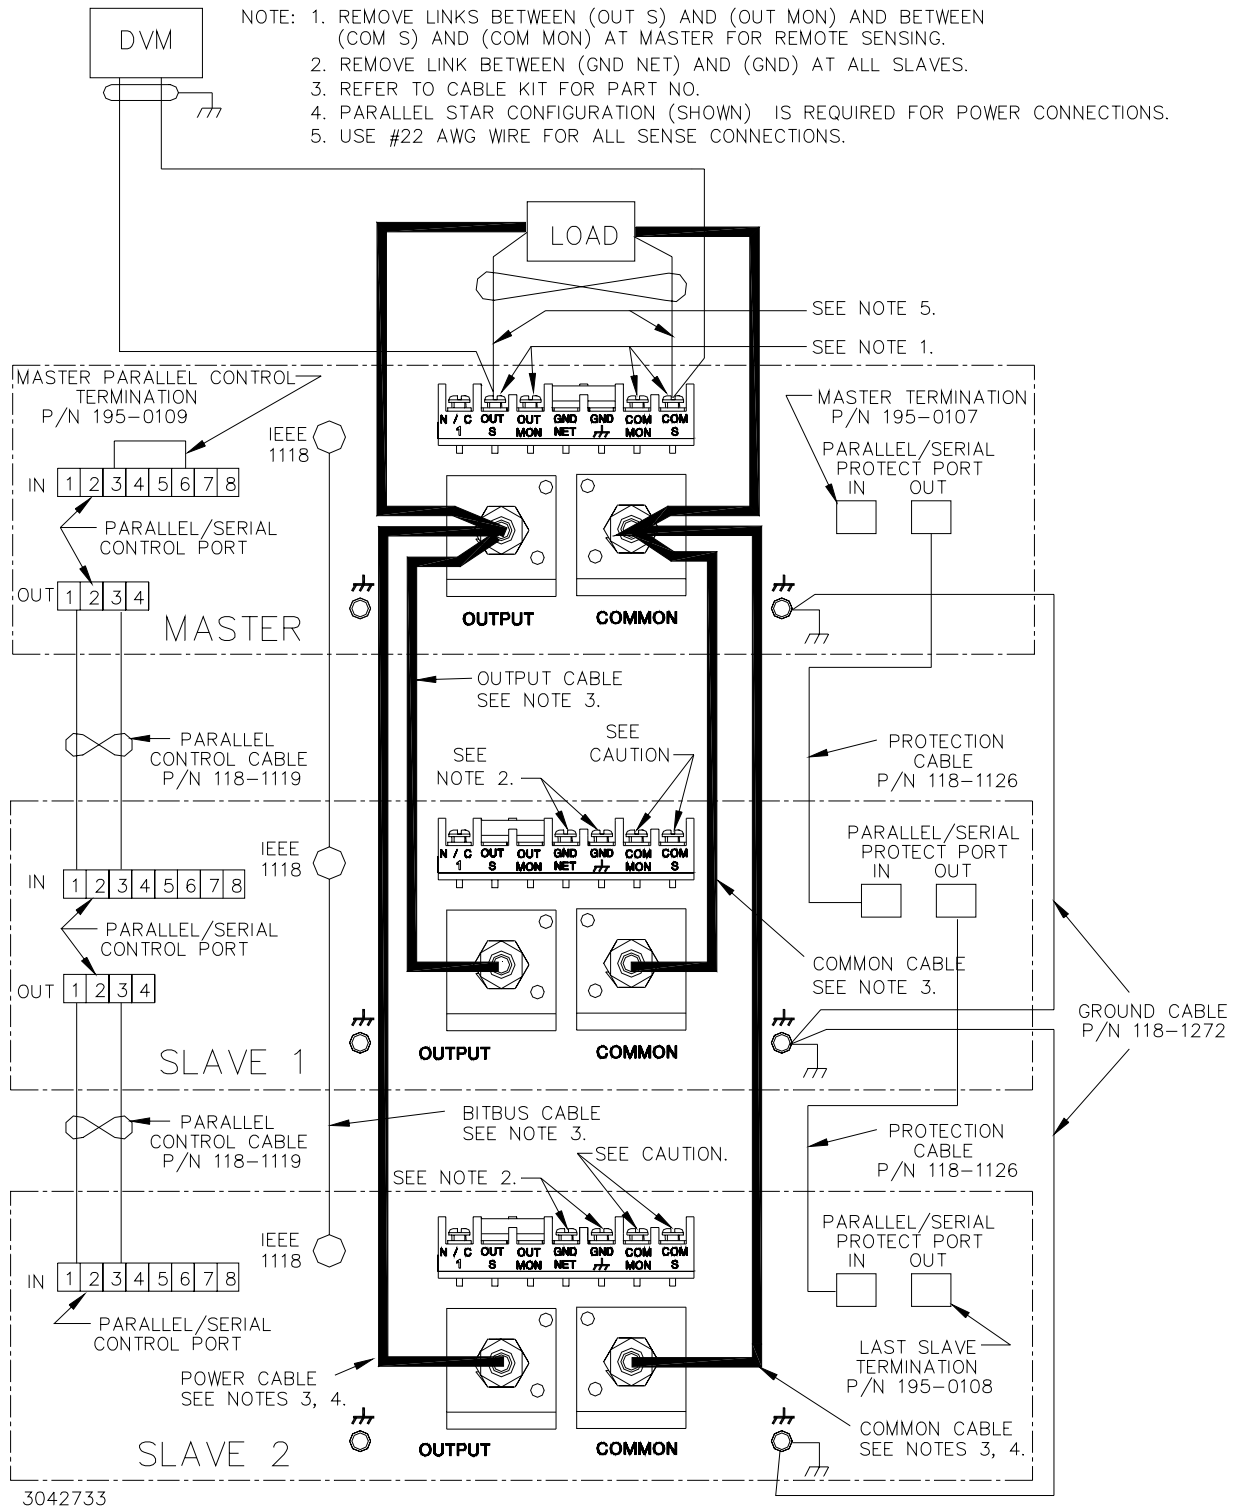 DVM
NOTE: 1. REMOVE LINKS BETWEEN (OUT S) AND (OUT MON) AND BETWEEN
(COM S) AND (COM MON) AT MASTER FOR REMOTE SENSING.
2. REMOVE LINK BETWEEN (GND NET) AND (GND) AT ALL SLAVES.
3. REFER TO CABLE KIT FOR PART NO.
4. PARALLEL STAR CONFIGURATION (SHOWN) IS REQUIRED FOR POWER CONNECTIONS.
5. USE #22 AWG WIRE FOR ALL SENSE CONNECTIONS.
LOAD
SEE NOTE 5.
SEE NOTE 1.
MASTER PARALLEL CONTROL
TERMINATION
P/N 195-0109
IEEE
1118
IN 1 2 3 4 5 6 7 8
PARALLEL/SERIAL
CONTROL PORT
OUT 1 2 3 4
MASTER
N / C OUT OUT GND GND COM COM
1 S MON NET MON S
OUTPUT
COMMON
MASTER TERMINATION
P/N 195-0107
PARALLEL/SERIAL
PROTECT PORT
IN OUT
OUTPUT CABLE
SEE NOTE 3.
PARALLEL
CONTROL CABLE
P/N 118-1119
SEE
NOTE 2.
SEE
CAUTION
PROTECTION
CABLE
P/N 118-1126
IEEE
1118
IN 1 2 3 4 5 6 7 8
PARALLEL/SERIAL
CONTROL PORT
OUT 1 2 3 4
SLAVE 1
N / C OUT OUT GND GND COM COM
1 S MON NET MON S
OUTPUT
COMMON
PARALLEL/SERIAL
PROTECT PORT
IN OUT
COMMON CABLE
SEE NOTE 3.
GROUND CABLE
P/N 118-1272
PARALLEL
CONTROL CABLE
P/N 118-1119
BITBUS CABLE
SEE NOTE 3.
SEE NOTE 2.
SEE CAUTION.
PROTECTION
CABLE
P/N 118-1126
IEEE
1118
IN 1 2 3 4 5 6 7 8
PARALLEL/SERIAL
CONTROL PORT
N / C OUT OUT GND GND COM COM
1 S MON NET MON S
PARALLEL/SERIAL
PROTECT PORT
IN OUT
LAST SLAVE
TERMINATION
P/N 195-0108
POWER CABLE
SEE NOTES 3, 4.
COMMON CABLE
SEE NOTES 3, 4.
SLAVE 2
OUTPUT
COMMON
3042733